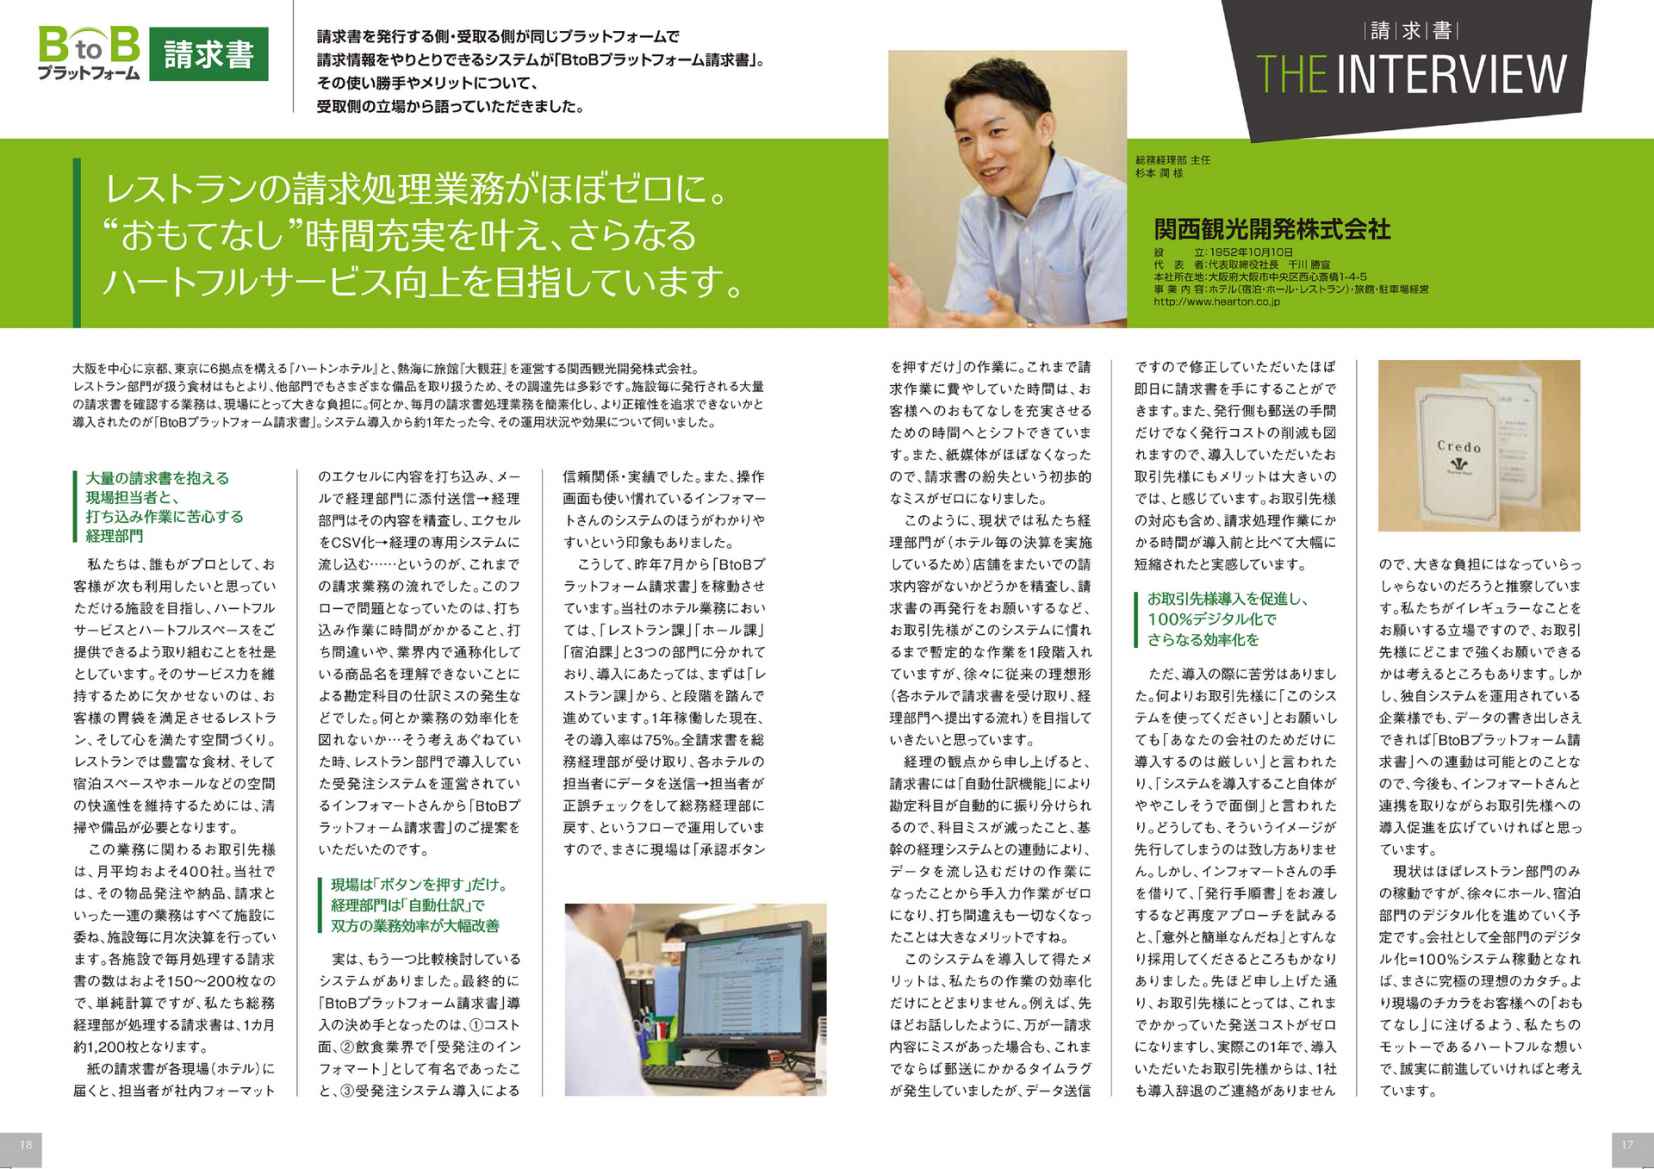 BtoB
プラットフォーム
請求書
請求書を発行する側・受取る側が同じプラットフォームで
請求情報をやりとりできるシステムが「BtoBプラットフォーム請求書」。
その使い勝手やメリットについて、
受取側の立場から語っていただきました。
|請|求|書|
THE INTERVIEW
レストランの請求処理業務がほぼゼロに。
“おもてなし”時間充実を叶え、さらなる
ハートフルサービス向上を目指しています。
総務経理部 主任
杉本 潤 様
関西観光開発株式会社
設　　立:1952年10月10日
代 表 者:代表取締役社長　千川 勝富
本社所在地:大阪府大阪市中央区西心斎橋1-4-5
事業内容:ホテル(宿泊・ホール・レストラン)・旅館・駐車場経営
http://www.hearton.co.jp
大阪を中心に京都、東京に6拠点を構える『ハートンホテル』と、熱海に旅館『大観荘』を運営する関西観光開発株式会社。
レストラン部門が扱う食材はもとより、他部門でもさまざまな備品を取り扱うため、その調達先は多彩です。施設毎に発行される大量
の請求書を確認する業務は、現場にとって大きな負担に。何とか、毎月の請求書処理業務を簡素化し、より正確性を追求できないかと
導入されたのが「BtoBプラットフォーム請求書」。システム導入から約1年たった今、その運用状況や効果について伺いました。
大量の請求書を抱える
現場担当者と、
打ち込み作業に苦心する
経理部門
　私たちは、誰もがプロとして、お
客様が次も利用したいと思ってい
ただける施設を目指し、ハートフル
サービスとハートフルスペースをご
提供できるよう取り組むことを社是
としています。そのサービス力を維
持するために欠かせないのは、お
客様の胃袋を満足させるレストラ
ン、そして心を満たす空間づくり。
レストランでは豊富な食材、そして
宿泊スペースやホールなどの空間
の快適性を維持するためには、清
掃や備品が必要となります。
　この業務に関わるお取引先様
は、月平均およそ400社。当社で
は、その物品発注や納品、請求と
いった一連の業務はすべて施設に
委ね、施設毎に月次決算を行ってい
ます。各施設で毎月処理する請求
書の数はおよそ150〜200枚なの
で、単純計算ですが、私たち総務
経理部が処理する請求書は、1カ月
約1,200枚となります。
　紙の請求書が各現場(ホテル)に
届くと、担当者が社内フォーマット
のエクセルに内容を打ち込み、メー
ルで経理部門に添付送信→経理
部門はその内容を精査し、エクセル
をCSV化→経理の専用システムに
流し込む……というのが、これまで
の請求業務の流れでした。このフ
ローで問題となっていたのは、打ち
込み作業に時間がかかること、打
ち間違いや、業界内で通称化して
いる商品名を理解できないことに
よる勘定科目の仕訳ミスの発生な
どでした。何とか業務の効率化を
図れないか…そう考えあぐねてい
た時、レストラン部門で導入してい
た受発注システムを運営されてい
るインフォマートさんから「BtoBプ
ラットフォーム請求書」のご提案を
いただいたのです。
現場は「ボタンを押す」だけ。
経理部門は「自動仕訳」で
双方の業務効率が大幅改善
　実は、もう一つ比較検討している
システムがありました。最終的に
「BtoBプラットフォーム請求書」導
入の決め手となったのは、①コスト
面、②飲食業界で「受発注のイン
フォマート」として有名であったこ
と、③受発注システム導入による
信頼関係・実績でした。また、操作
画面も使い慣れているインフォマー
トさんのシステムのほうがわかりや
すいという印象もありました。
　こうして、昨年7月から「BtoBプ
ラットフォーム請求書」を稼動させ
ています。当社のホテル業務におい
ては、「レストラン課」「ホール課」
「宿泊課」と3つの部門に分かれて
おり、導入にあたっては、まずは「レ
ストラン課」から、と段階を踏んで
進めています。1年稼働した現在、
その導入率は75%。全請求書を総
務経理部が受け取り、各ホテルの
担当者にデータを送信→担当者が
正誤チェックをして総務経理部に
戻す、というフローで運用していま
すので、まさに現場は「承認ボタン
を押すだけ」の作業に。これまで請
求作業に費やしていた時間は、お
客様へのおもてなしを充実させる
ための時間へとシフトできていま
す。また、紙媒体がほぼなくなった
ので、請求書の紛失という初歩的
なミスがゼロになりました。
　このように、現状では私たち経
理部門が(ホテル毎の決算を実施
しているため)店舗をまたいでの請
求内容がないかどうかを精査し、請
求書の再発行をお願いするなど、
お取引先様がこのシステムに慣れ
るまで暫定的な作業を1段階入れ
ていますが、徐々に従来の理想形
(各ホテルで請求書を受け取り、経
理部門へ提出する流れ)を目指して
いきたいと思っています。
　経理の観点から申し上げると、
請求書には「自動仕訳機能」により
勘定科目が自動的に振り分けられ
るので、科目ミスが減ったこと、基
幹の経理システムとの連動により、
データを流し込むだけの作業に
なったことから手入力作業がゼロ
になり、打ち間違えも一切なくなっ
たことは大きなメリットですね。
　このシステムを導入して得たメ
リットは、私たちの作業の効率化
だけにとどまりません。例えば、先
ほどお話ししたように、万が一請求
内容にミスがあった場合も、これま
でならば郵送にかかるタイムラグ
が発生していましたが、データ送信
ですので修正していただいたほぼ
即日に請求書を手にすることがで
きます。また、発行側も郵送の手間
だけでなく発行コストの削減も図
れますので、導入していただいたお
取引先様にもメリットは大きいの
では、と感じています。お取引先様
の対応も含め、請求処理作業にか
かる時間が導入前と比べて大幅に
短縮されたと実感しています。
お取引先様導入を促進し、
100%デジタル化で
さらなる効率化を
　ただ、導入の際に苦労はありまし
た。何よりお取引先様に「このシス
テムを使ってください」とお願いし
ても「あなたの会社のためだけに
導入するのは厳しい」と言われた
り、「システムを導入すること自体が
ややこしそうで面倒」と言われた
り。どうしても、そういうイメージが
先行してしまうのは致し方ありませ
ん。しかし、インフォマートさんの手
を借りて、「発行手順書」をお渡し
するなど再度アプローチを試みる
と、「意外と簡単なんだね」とすんな
り採用してくださるところもかなり
ありました。先ほど申し上げた通
り、お取引先様にとっては、これま
でかかっていた発送コストがゼロ
になりますし、実際この1年で、導入
いただいたお取引先様からは、1社
も導入辞退のご連絡がありません
Credo
ので、大きな負担にはなっていらっ
しゃらないのだろうと推察していま
す。私たちがイレギュラーなことを
お願いする立場ですので、お取引
先様にどこまで強くお願いできる
かは考えるところもあります。しか
し、独自システムを運用されている
企業様でも、データの書き出しさえ
できれば「BtoBプラットフォーム請
求書」への連動は可能とのことな
ので、今後も、インフォマートさんと
連携を取りながらお取引先様への
導入促進を広げていければと思っ
ています。
　現状はほぼレストラン部門のみ
の稼動ですが、徐々にホール、宿泊
部門のデジタル化を進めていく予
定です。会社として全部門のデジタ
ル化=100%システム稼動となれ
ば、まさに究極の理想のカタチ。よ
り現場のチカラをお客様への「おも
てなし」に注げるよう、私たちの
モットーであるハートフルな想い
で、誠実に前進していければと考え
ています。
18
17